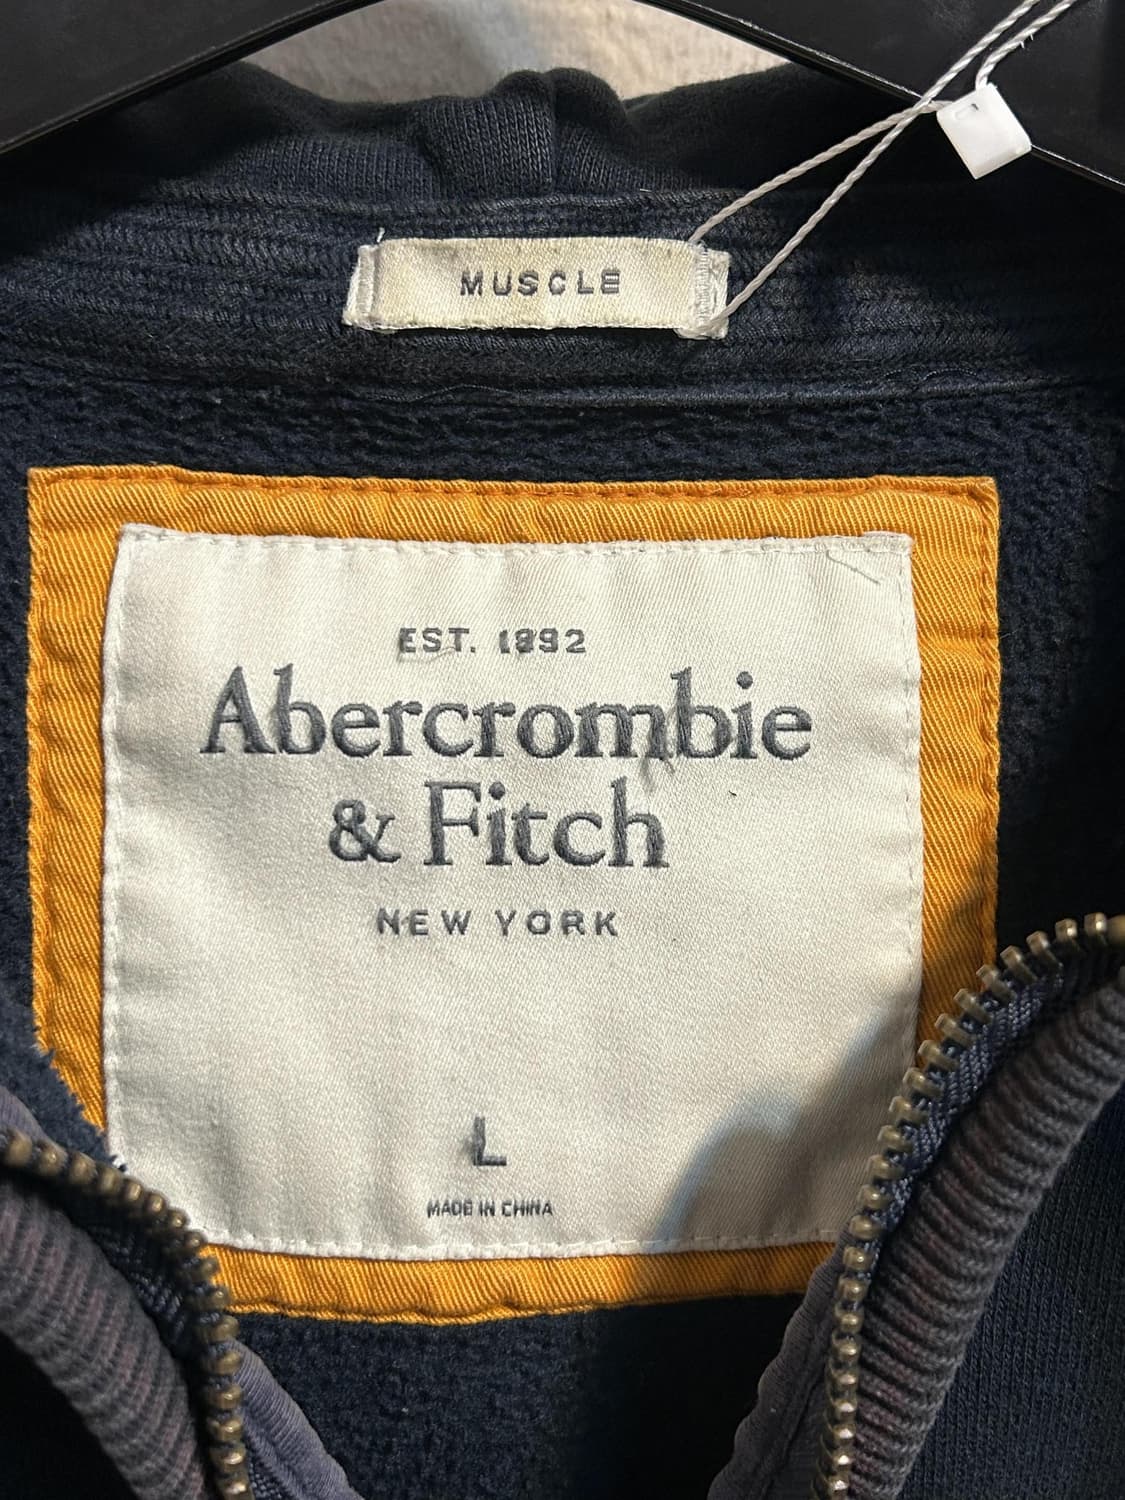 MUSCLE
EST. 1892
Abercrombie
& Fitch
NEW YORK
L
MADE IN CHINA